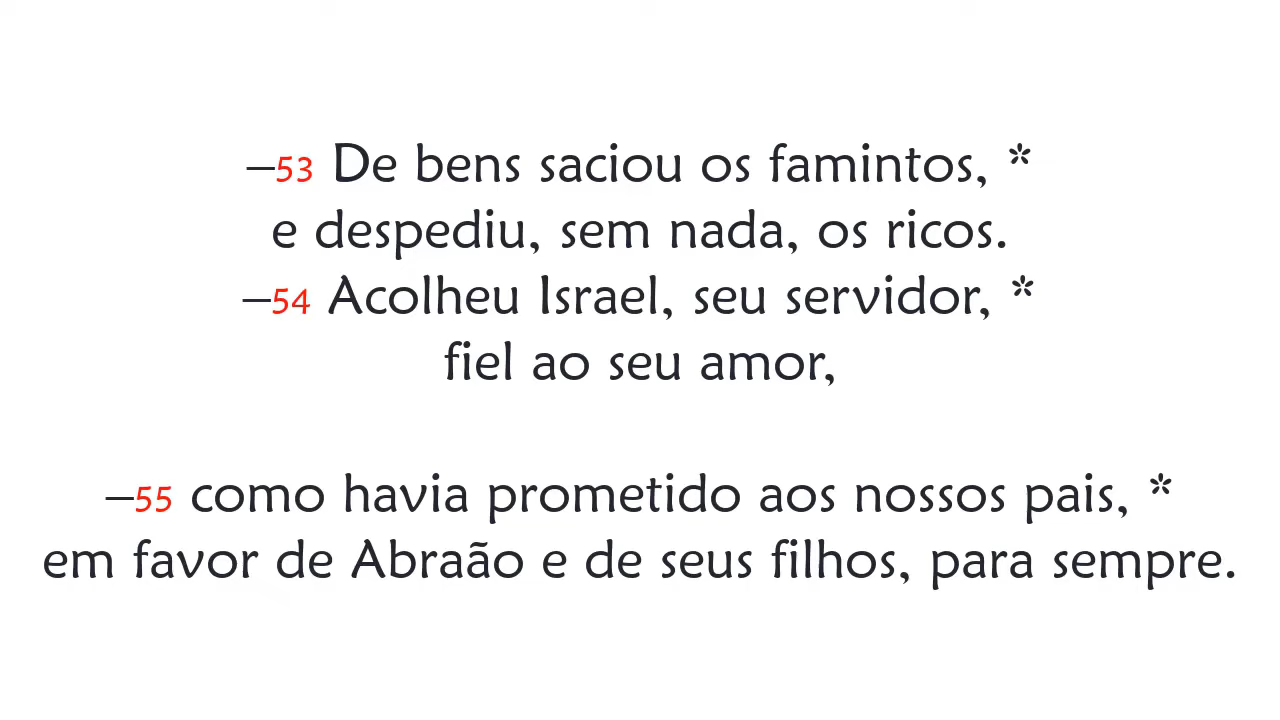 –53 De bens saciou os famintos, *
e despediu, sem nada, os ricos.
–54 Acolheu Israel, seu servidor, *
fiel ao seu amor,
–55 como havia prometido aos nossos pais, *
em favor de Abraão e de seus filhos, para sempre.